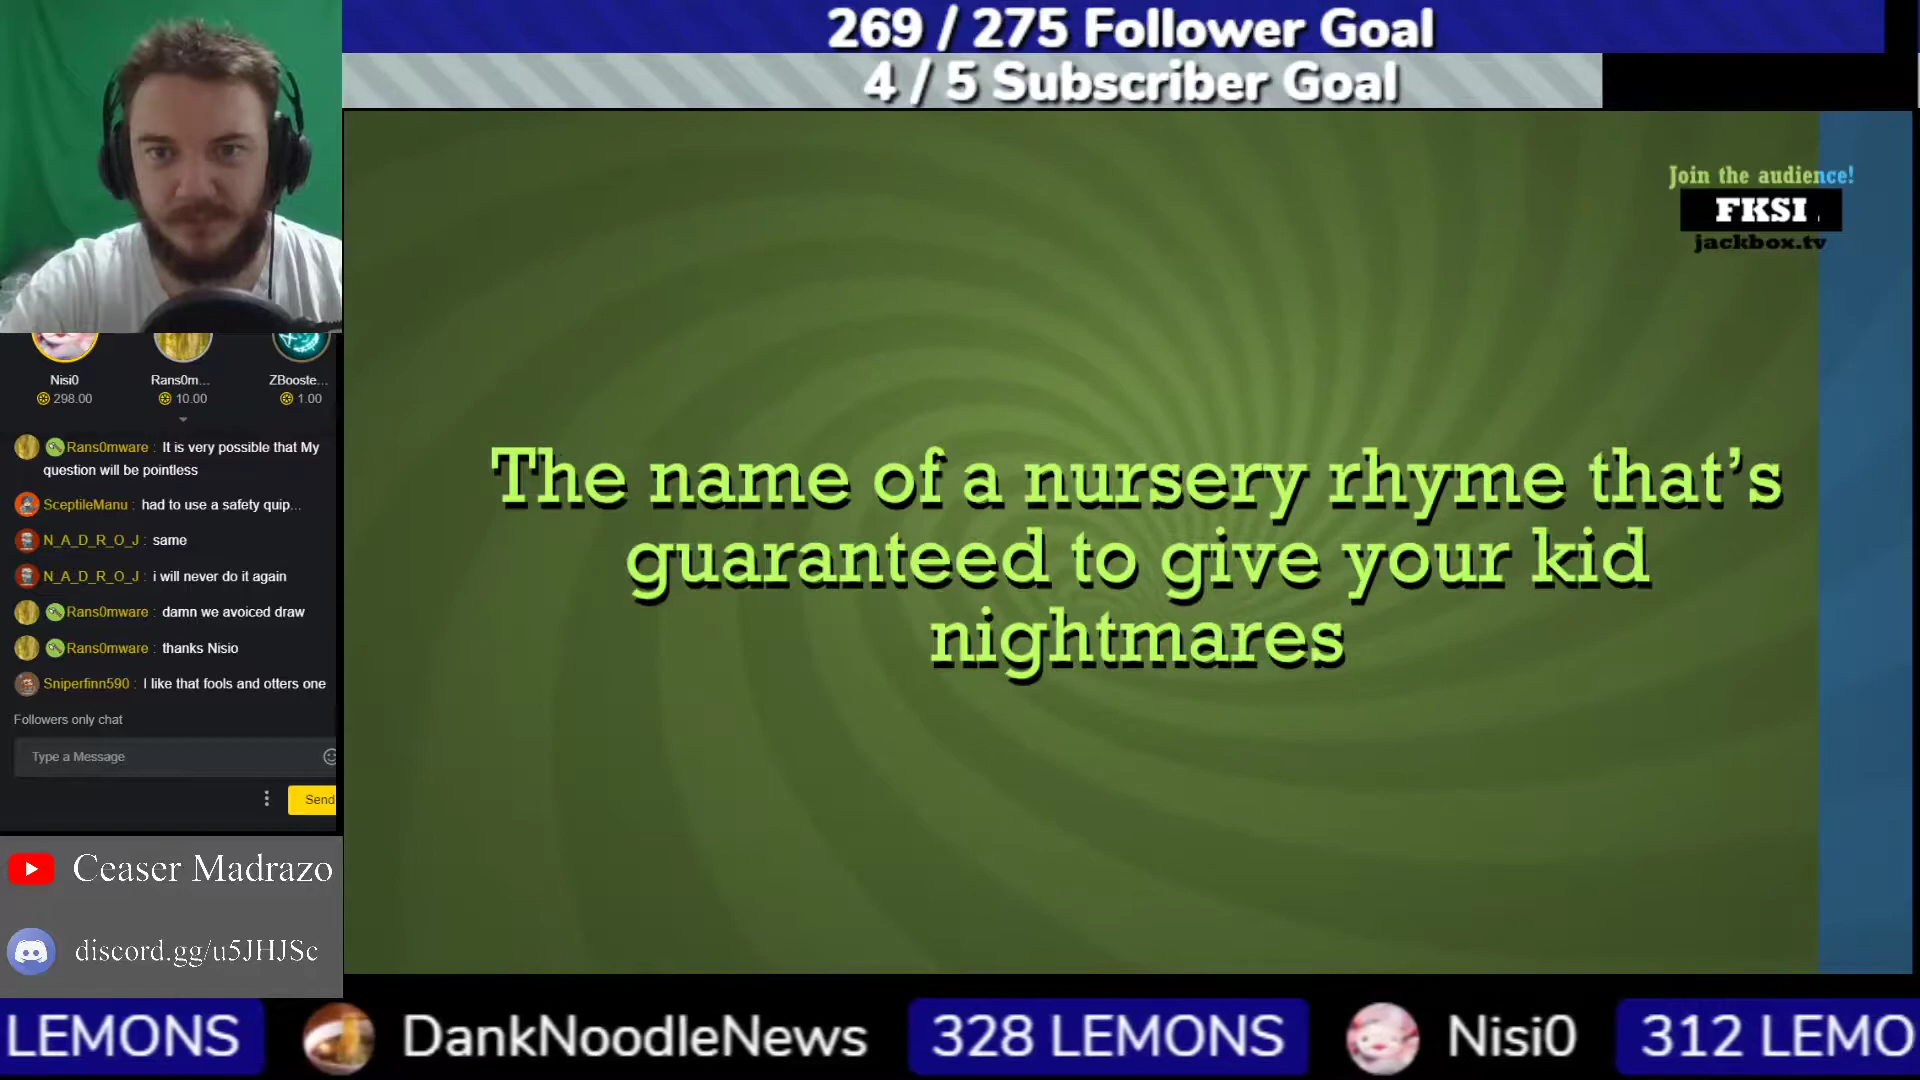 269 / 275 Follower Goal
4 / 5 Subscriber Goal
Join the audience!
FKSI
jackbox.tv
The name of a nursery rhyme that's
guaranteed to give your kid
nightmares
Nisi0
Rans0m...
ZBooste...
298.00
10.00
1.00
Rans0mware : It is very possible that My
question will be pointless
SceptileManu : had to use a safety quip...
N_A_D_R_O_J : same
N_A_D_R_O_J : i will never do it again
Rans0mware : damn we avoiced draw
Rans0mware : thanks Nisio
Sniperfinn590 : I like that fools and otters one
Followers only chat
Type a Message
Send
Ceaser Madrazo
discord.gg/u5JHJSc
LEMONS DankNoodleNews 328 LEMONS Nisi0 312 LEMO